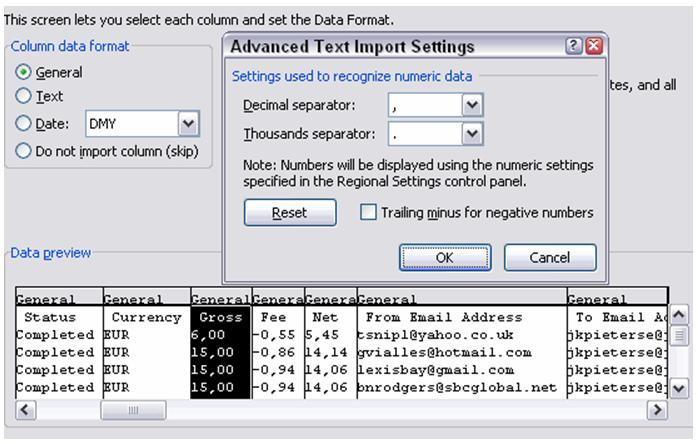 This screen lets you select each column and set the Data Format.
Column data format
General
Text
Date: DMY
Do not import column (skip)
tes, and all
Advanced Text Import Settings
Settings used to recognize numeric data
Decimal separator: ,
Thousands separator: .
Note: Numbers will be displayed using the numeric settings
specified in the Regional Settings control panel.
Reset
Trailing minus for negative numbers
OK Cancel
Data preview
General General General Genera Genera General General
Status Currency Gross Fee Net From Email Address To Email Ad
Completed EUR 6,00 -0,55 5,45 tsnipl@yahoo.co.uk jkpieterse@j
Completed EUR 15,00 -0,86 14,14 gvialles@hotmail.com jkpieterse@j
Completed EUR 15,00 -0,94 14,06 lexisbay@gmail.com jkpieterse@j
Completed EUR 15,00 -0,94 14,06 bnrodgers@sbcglobal.net jkpieterse@j